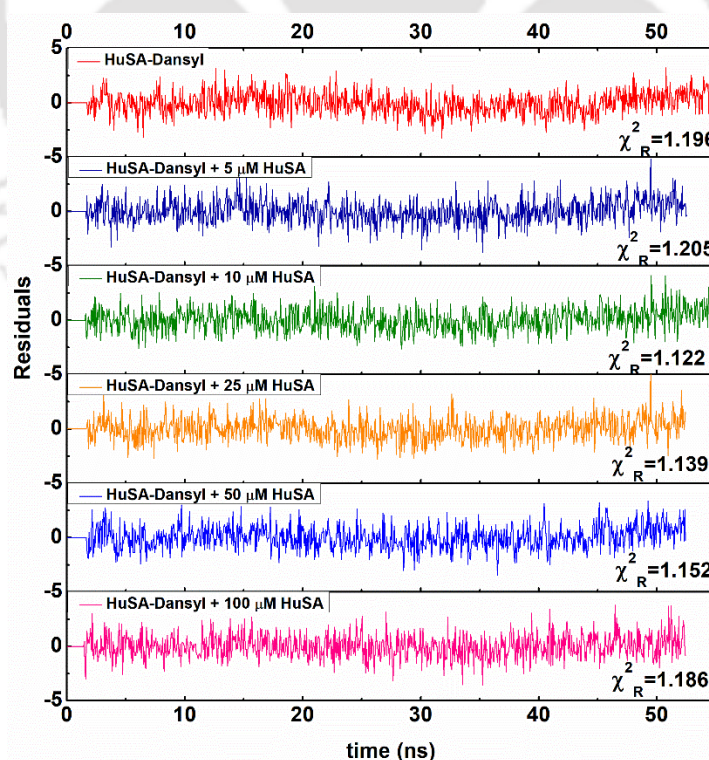 0 10 20 30 40 50
5
HuSA-Dansyl
0
χ²R=1.196
-5
HuSA-Dansyl + 5 μM HuSA
0
χ²R=1.205
-5
HuSA-Dansyl + 10 μM HuSA
0
χ²R=1.122
-5
HuSA-Dansyl + 25 μM HuSA
0
χ²R=1.139
-5
HuSA-Dansyl + 50 μM HuSA
0
χ²R=1.152
-5
HuSA-Dansyl + 100 μM HuSA
0
χ²R=1.186
-5
0 10 20 30 40 50
time (ns)
Residuals